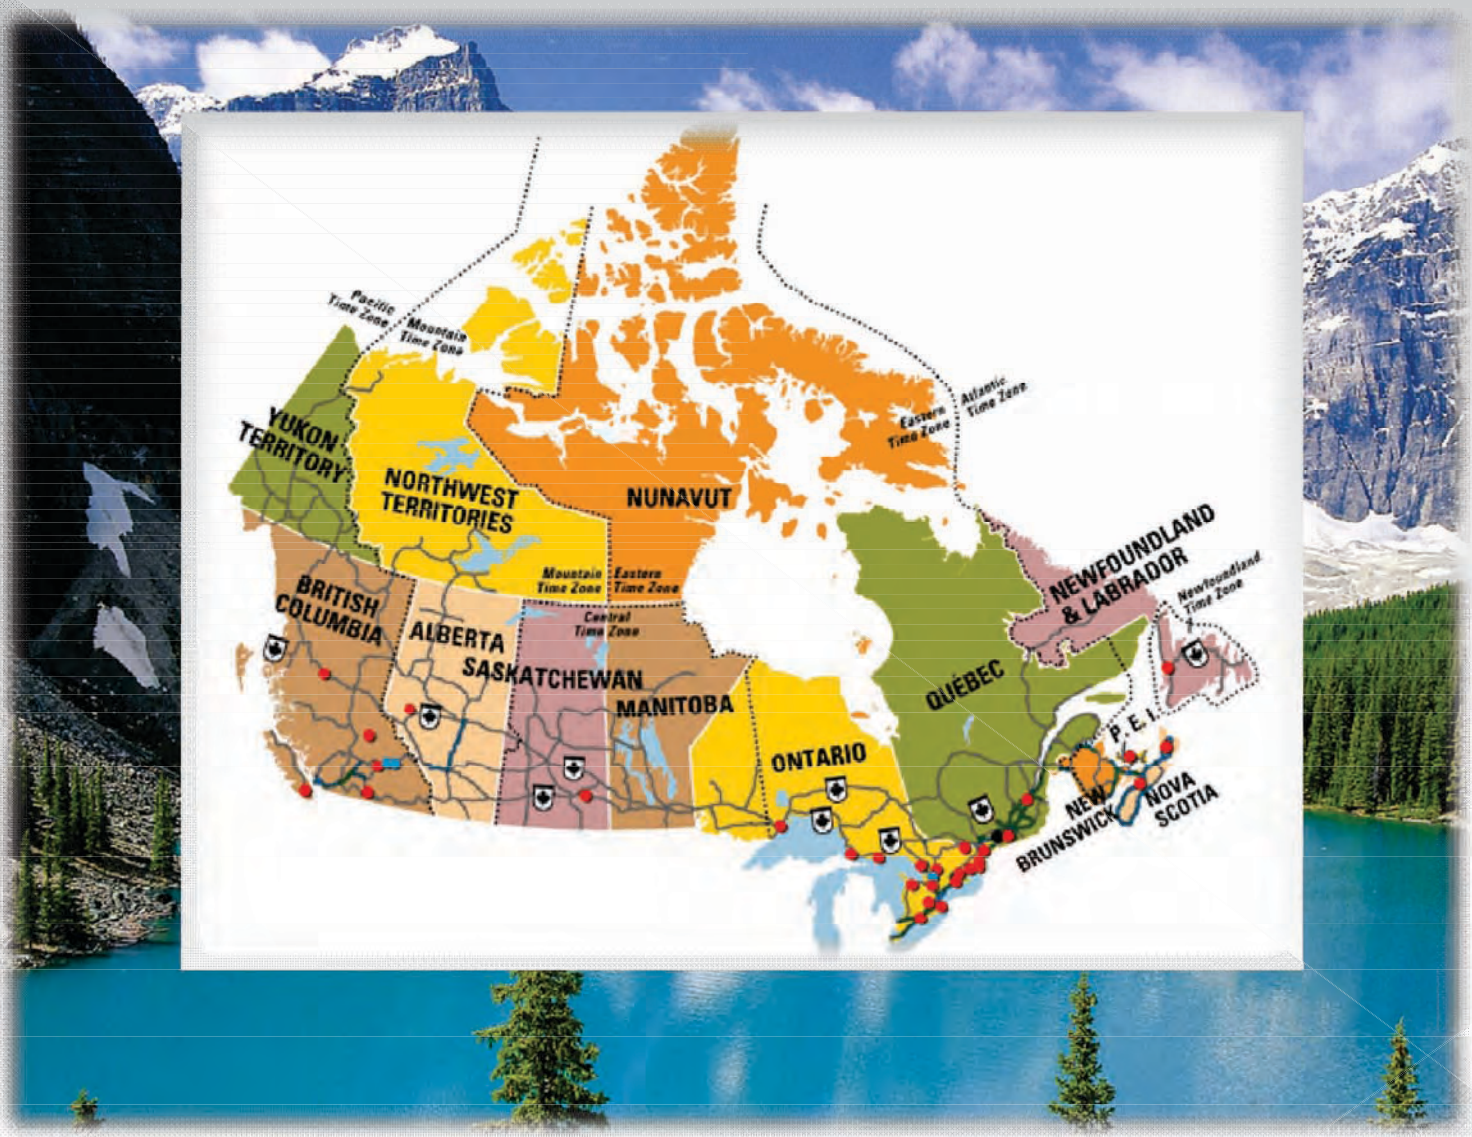 Pacific
Time Zone
Mountain
Time Zone
Atlantic
Time Zone
Eastern
Time Zone
YUKON
TERRITORY
NORTHWEST
TERRITORIES
NUNAVUT
Mountain
Time Zone
Eastern
Time Zone
Central
Time Zone
NEWFOUNDLAND
& LABRADOR
Newfoundland
Time Zone
BRITISH
COLUMBIA
ALBERTA
SASKATCHEWAN
MANITOBA
ONTARIO
QUÉBEC
P. E. I.
NEW
BRUNSWICK
NOVA
SCOTIA